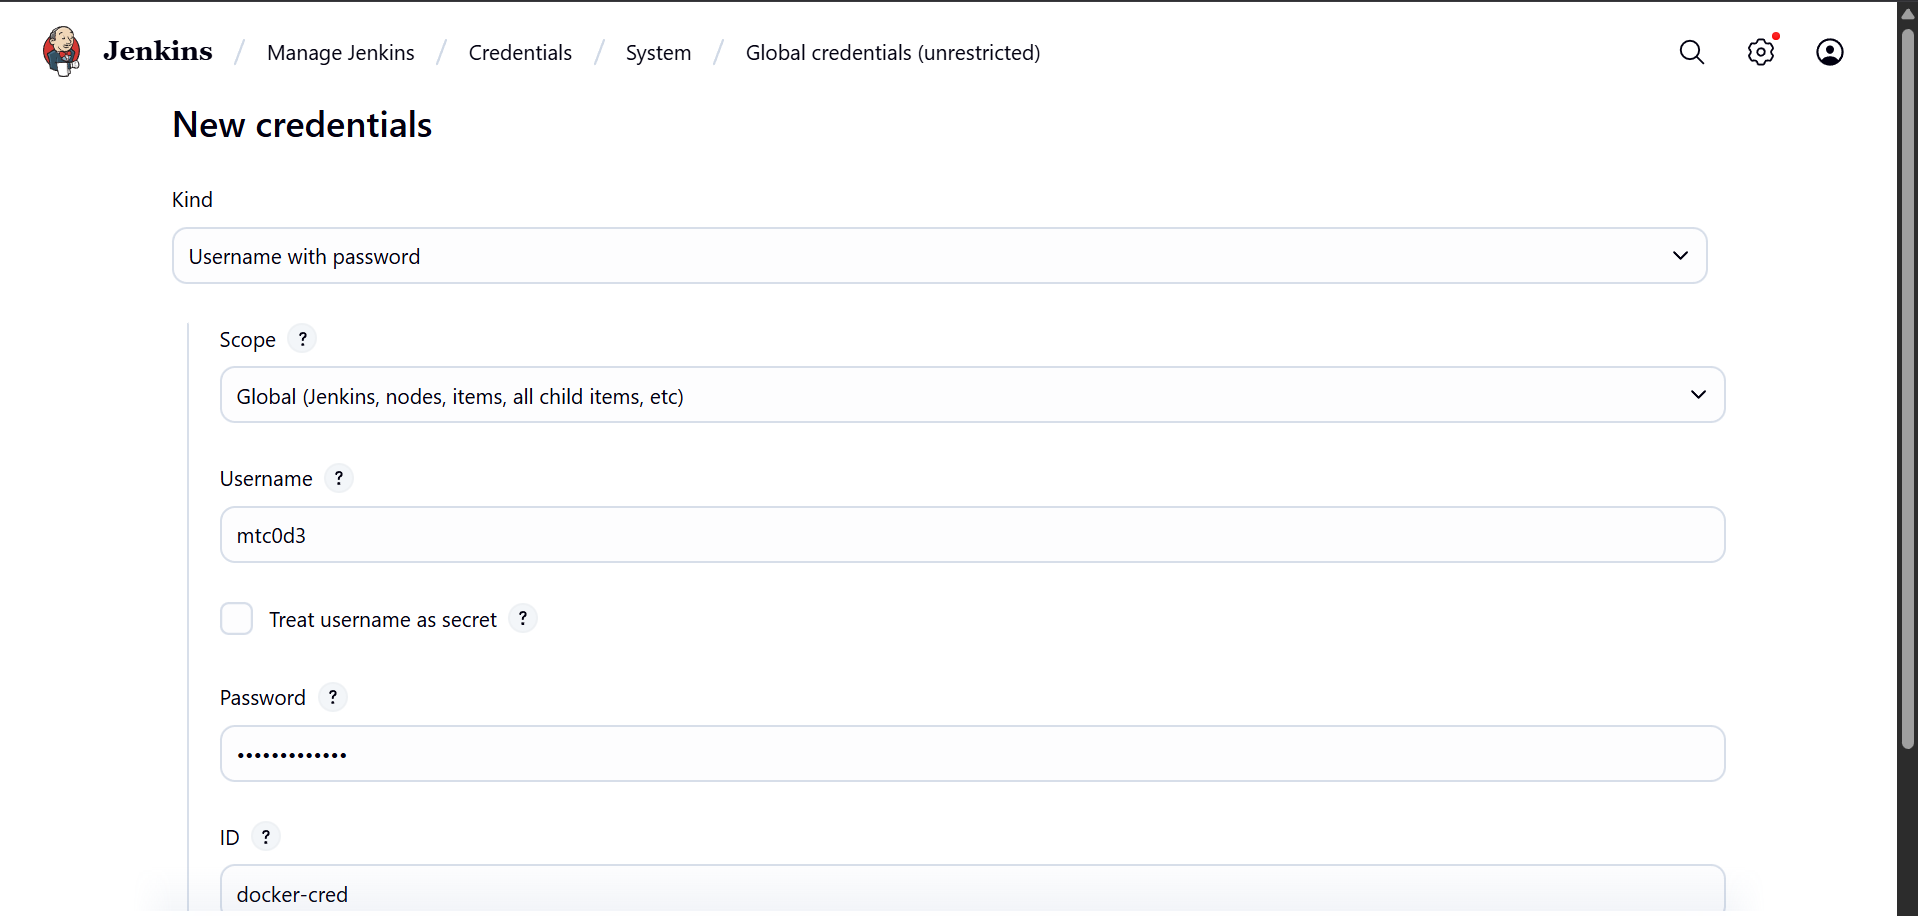 Jenkins / Manage Jenkins / Credentials / System / Global credentials (unrestricted)
New credentials
Kind
Username with password
Scope ?
Global (Jenkins, nodes, items, all child items, etc)
Username ?
mtc0d3
Treat username as secret ?
Password ?
•••••••••••••
ID ?
docker-cred